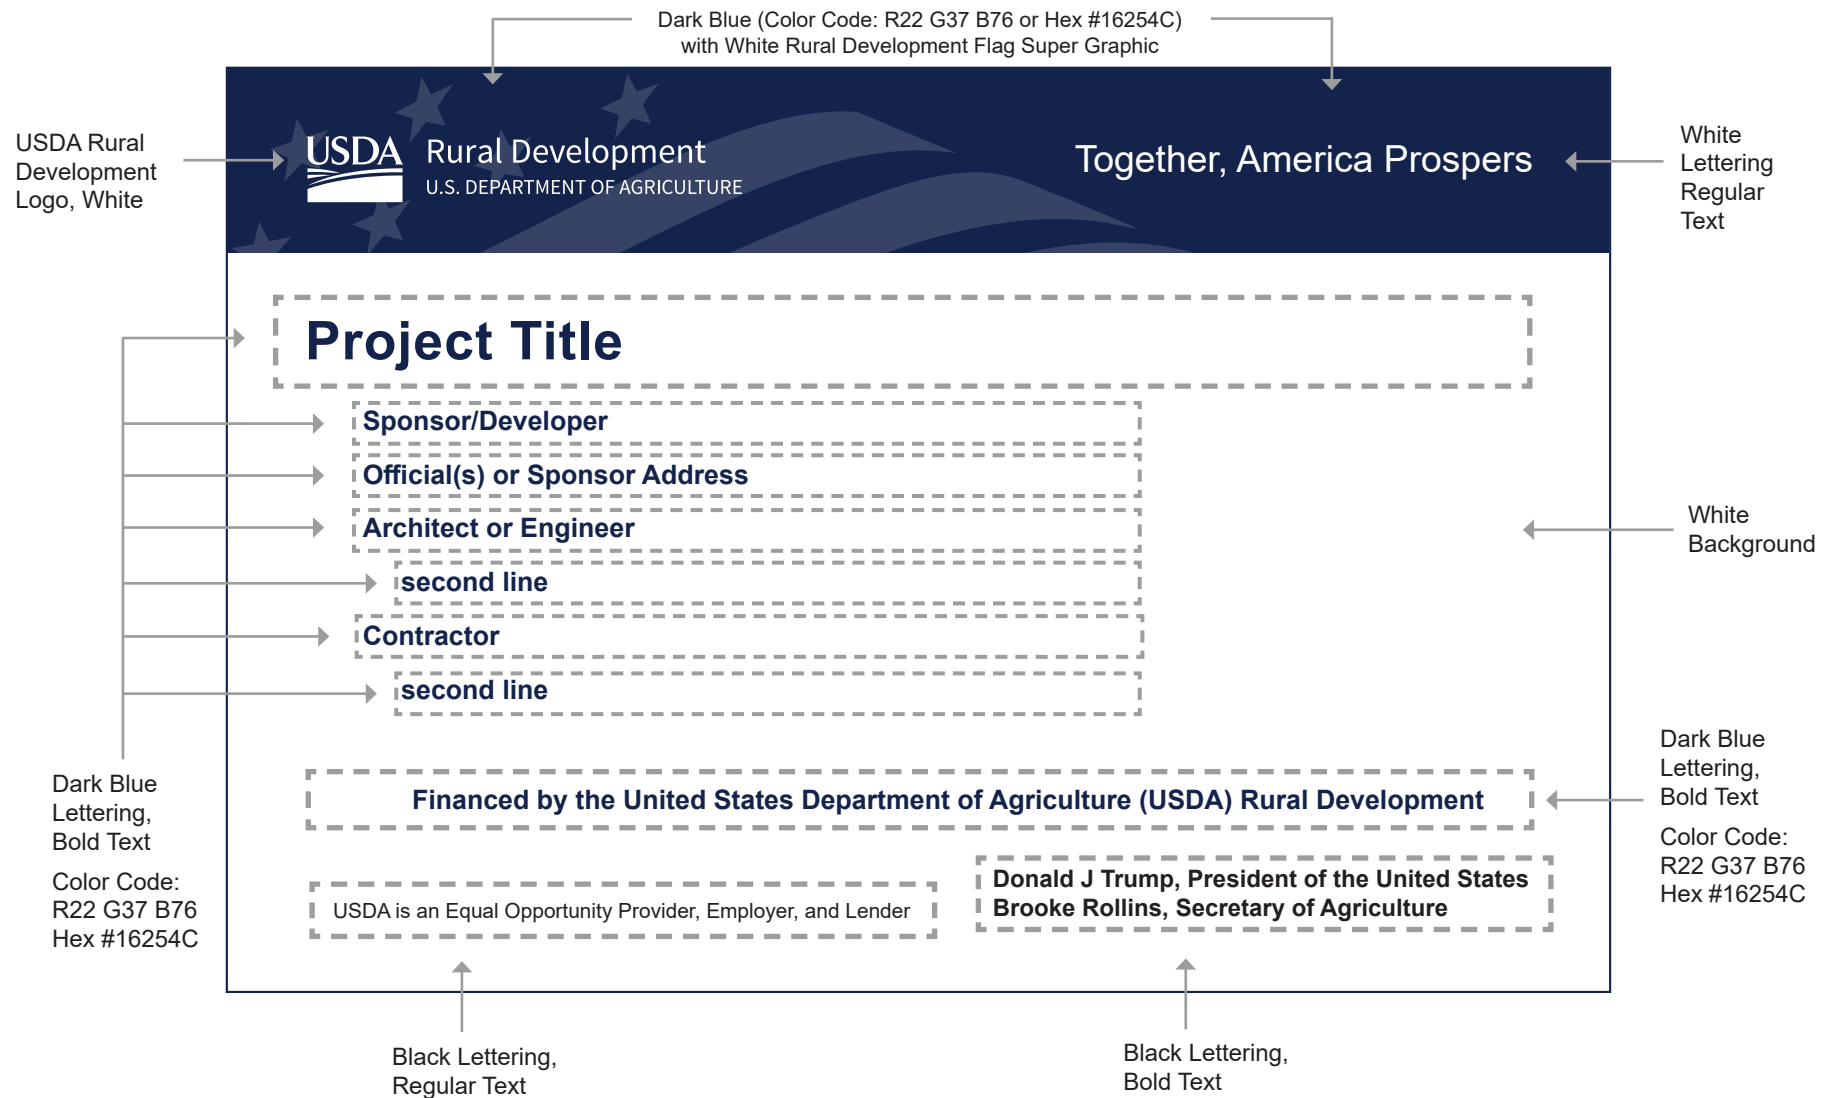 Dark Blue (Color Code: R22 G37 B76 or Hex #16254C)
with White Rural Development Flag Super Graphic
USDA Rural
Development
Logo, White
USDA
Rural Development
U.S. DEPARTMENT OF AGRICULTURE
Together, America Prospers
White
Lettering
Regular
Text
Project Title
Sponsor/Developer
Official(s) or Sponsor Address
Architect or Engineer
second line
Contractor
second line
White
Background
Dark Blue
Lettering,
Bold Text
Color Code:
R22 G37 B76
Hex #16254C
Financed by the United States Department of Agriculture (USDA) Rural Development
Dark Blue
Lettering,
Bold Text
Color Code:
R22 G37 B76
Hex #16254C
USDA is an Equal Opportunity Provider, Employer, and Lender
Donald J Trump, President of the United States
Brooke Rollins, Secretary of Agriculture
Black Lettering,
Regular Text
Black Lettering,
Bold Text